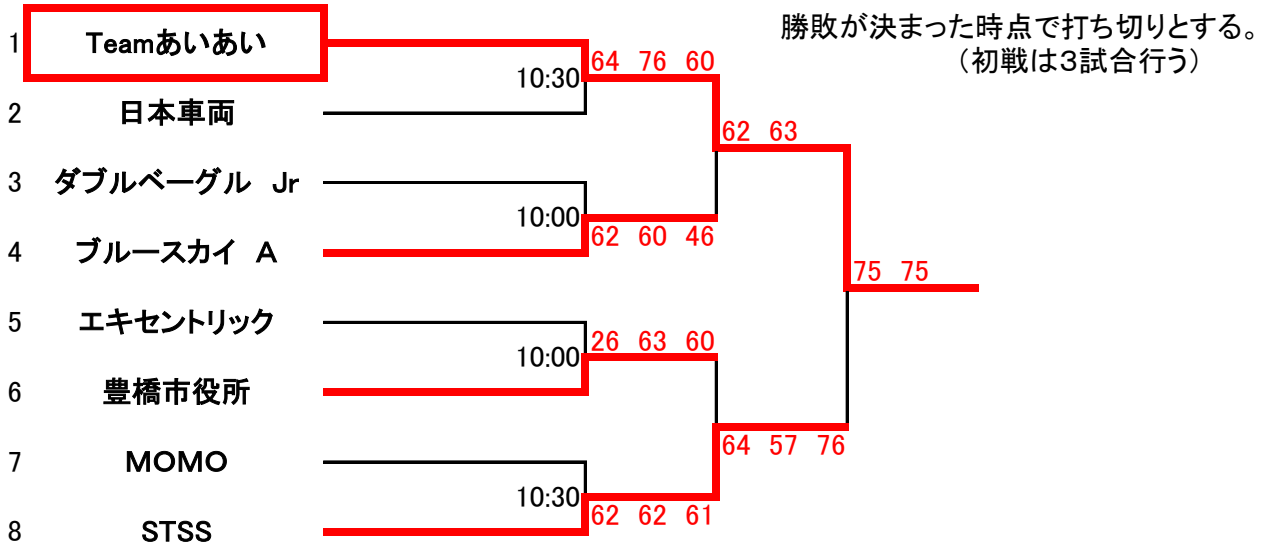 勝敗が決まった時点で打ち切りとする。
(初戦は３試合行う)
1 Teamあいあい
64 76 60
10:30
2 日本車両
62 63
3 ダブルベーグル Jr
10:00
62 60 46
4 ブルースカイ A
75 75
5 エキセントリック
26 63 60
10:00
6 豊橋市役所
64 57 76
7 MOMO
10:30
62 62 61
8 STSS